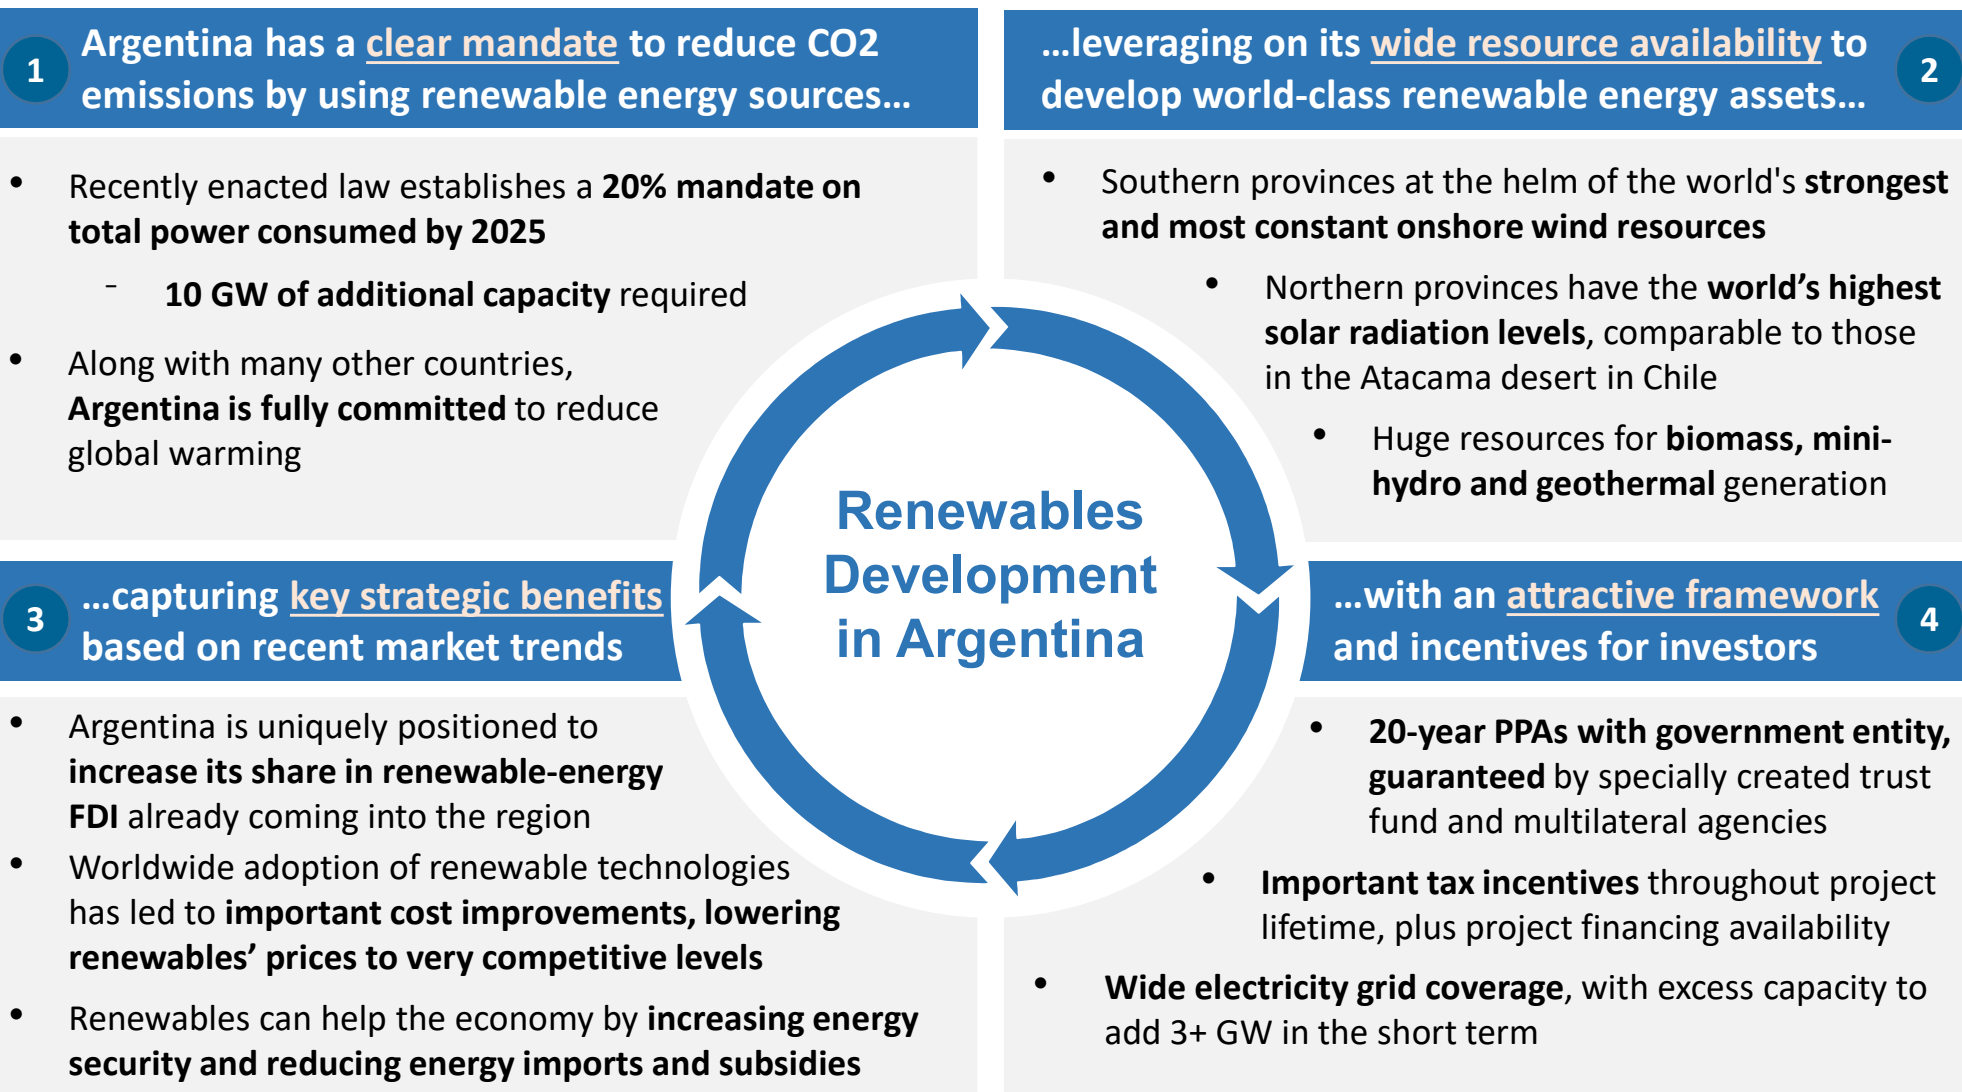 1
Argentina has a clear mandate to reduce CO2
emissions by using renewable energy sources...
• Recently enacted law establishes a 20% mandate on
total power consumed by 2025
- 10 GW of additional capacity required
• Along with many other countries,
Argentina is fully committed to reduce
global warming
...leveraging on its wide resource availability to
develop world-class renewable energy assets...
2
• Southern provinces at the helm of the world's strongest
and most constant onshore wind resources
• Northern provinces have the world’s highest
solar radiation levels, comparable to those
in the Atacama desert in Chile
• Huge resources for biomass, mini-
hydro and geothermal generation
Renewables
Development
in Argentina
3
...capturing key strategic benefits
based on recent market trends
• Argentina is uniquely positioned to
increase its share in renewable-energy
FDI already coming into the region
• Worldwide adoption of renewable technologies
has led to important cost improvements, lowering
renewables’ prices to very competitive levels
• Renewables can help the economy by increasing energy
security and reducing energy imports and subsidies
...with an attractive framework
and incentives for investors
4
• 20-year PPAs with government entity,
guaranteed by specially created trust
fund and multilateral agencies
• Important tax incentives throughout project
lifetime, plus project financing availability
• Wide electricity grid coverage, with excess capacity to
add 3+ GW in the short term